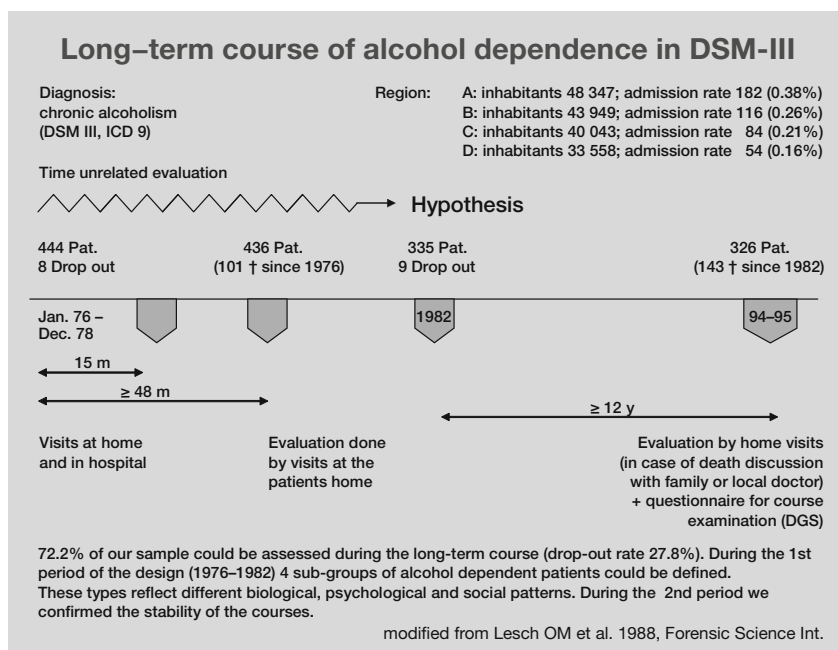 Long–term course of alcohol dependence in DSM-III
Diagnosis:
chronic alcoholism
(DSM III, ICD 9)
Region:
A: inhabitants 48 347; admission rate 182 (0.38%)
B: inhabitants 43 949; admission rate 116 (0.26%)
C: inhabitants 40 043; admission rate 84 (0.21%)
D: inhabitants 33 558; admission rate 54 (0.16%)
Time unrelated evaluation
Hypothesis
444 Pat.
8 Drop out
436 Pat.
(101 † since 1976)
335 Pat.
9 Drop out
326 Pat.
(143 † since 1982)
Jan. 76 –
Dec. 78
1982
94–95
15 m
≥ 48 m
≥ 12 y
Visits at home
and in hospital
Evaluation done
by visits at the
patients home
Evaluation by home visits
(in case of death discussion
with family or local doctor)
+ questionnaire for course
examination (DGS)
72.2% of our sample could be assessed during the long-term course (drop-out rate 27.8%). During the 1st
period of the design (1976–1982) 4 sub-groups of alcohol dependent patients could be defined.
These types reflect different biological, psychological and social patterns. During the 2nd period we
confirmed the stability of the courses.
modified from Lesch OM et al. 1988, Forensic Science Int.